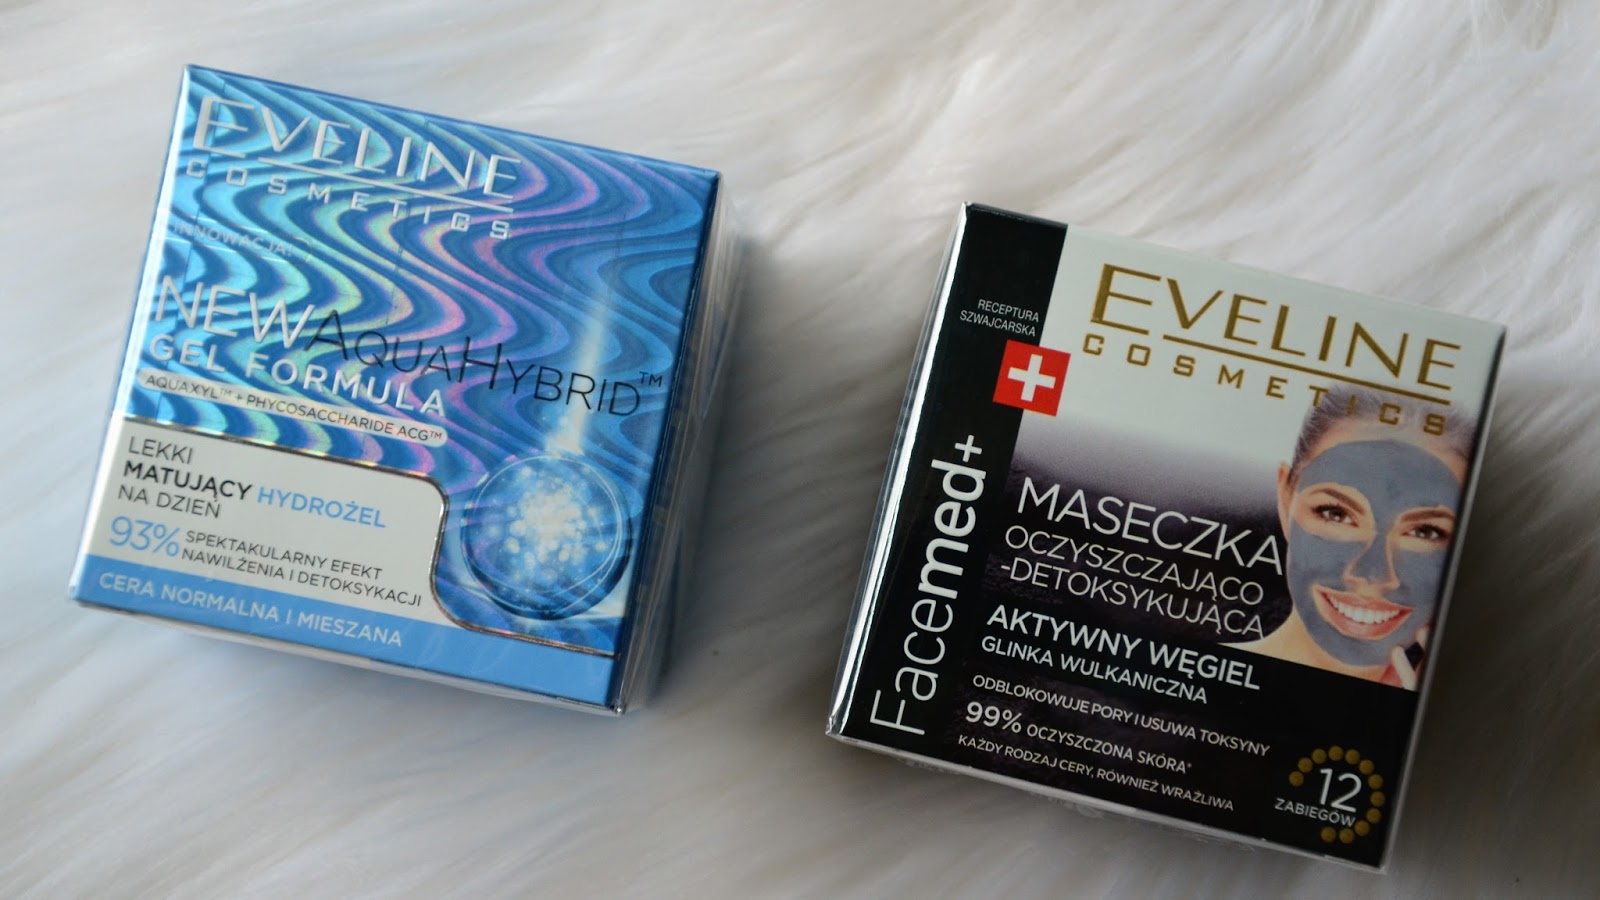 EVELINE
COSMETICS
INNOWACJA!
NEW AQUAHYBRID™
GEL FORMULA
AQUAXYL™ + PHYCOSACCHARIDE ACG™
LEKKI
MATUJĄCY HYDROŻEL
NA DZIEŃ
93% SPEKTAKULARNY EFEKT
NAWILŻENIA I DETOKSYKACJI
CERA NORMALNA I MIESZANA
RECEPTURA
SZWAJCARSKA
EVELINE
COSMETICS
Facemed+
MASECZKA
OCZYSZCZAJĄCO
-DETOKSYKUJĄCA
AKTYWNY WĘGIEL
GLINKA WULKANICZNA
ODBLOKOWUJE PORY I USUWA TOKSYNY
99% OCZYSZCZONA SKÓRA*
KAŻDY RODZAJ CERY, RÓWNIEŻ WRAŻLIWA
12
ZABIEGÓW